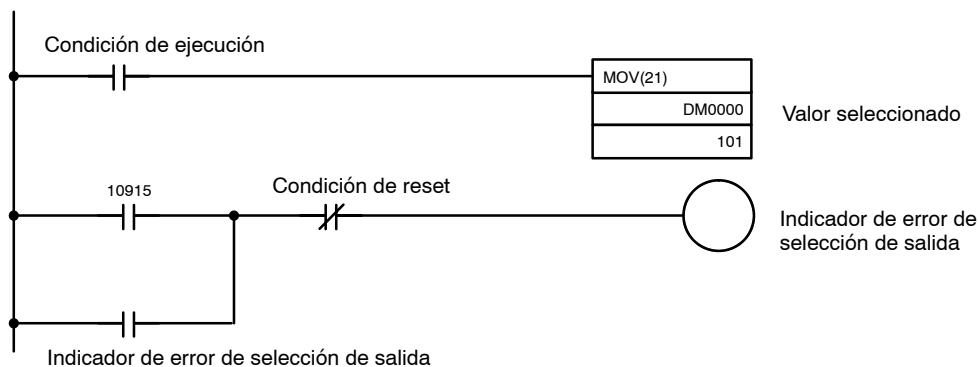 Condición de ejecución
MOV(21)
DM0000
101
Valor seleccionado
10915
Condición de reset
Indicador de error de
selección de salida
Indicador de error de selección de salida